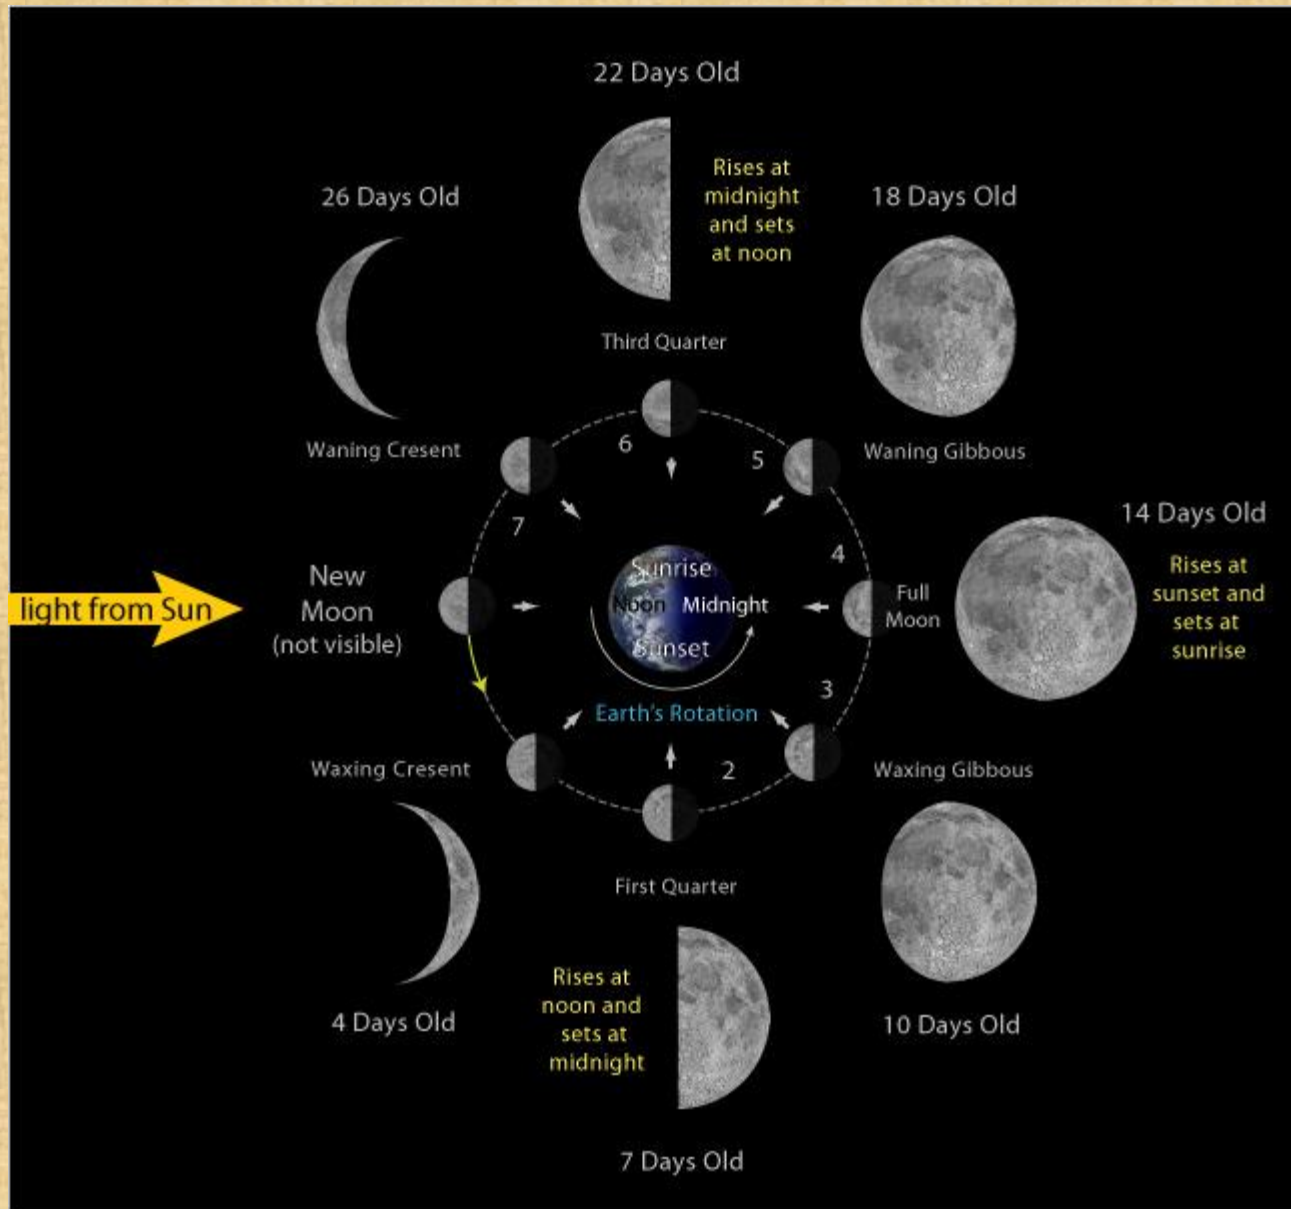 22 Days Old
Rises at
midnight
and sets
at noon
26 Days Old
18 Days Old
Third Quarter
Waning Cresent
6
5
Waning Gibbous
7
4
14 Days Old
Rises at
sunset and
sets at
sunrise
Sunrise
Noon Midnight
Sunset
Full
Moon
light from Sun
New
Moon
(not visible)
3
Earth's Rotation
2
Waxing Cresent
Waxing Gibbous
First Quarter
Rises at
noon and
sets at
midnight
4 Days Old
10 Days Old
7 Days Old